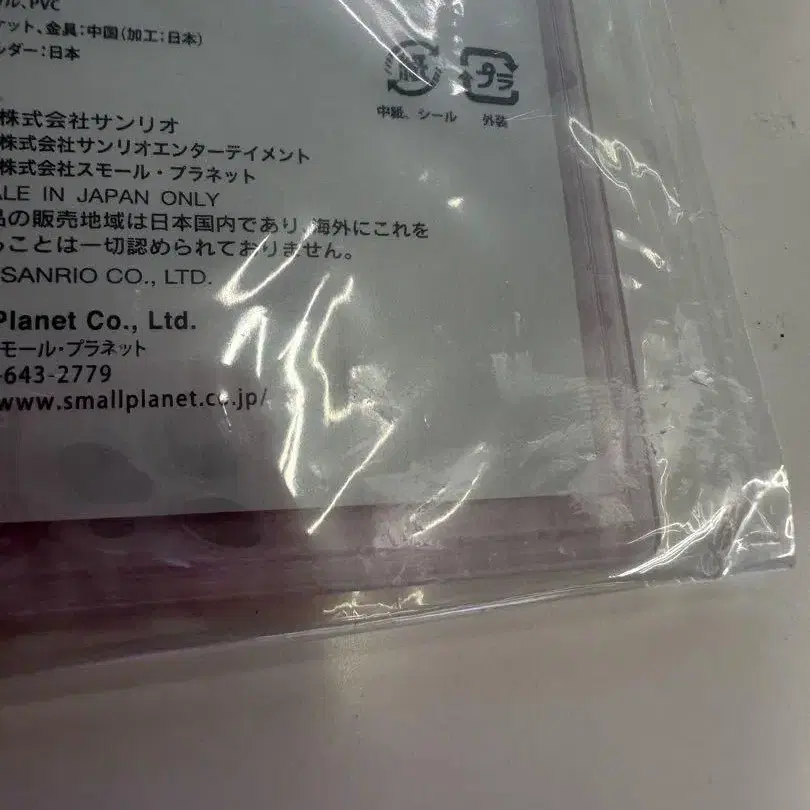 ル、PVC
ケット、金具:中国(加工:日本)
ルダー:日本
紙
プラ
中紙、シール
外装
株式会社サンリオ
株式会社サンリオエンターテイメント
株式会社スモール・プラネット
ALE IN JAPAN ONLY
品の販売地域は日本国内であり、海外にこれを
ることは一切認められておりません。
SANRIO CO., LTD.
Planet Co., Ltd.
モール・プラネット
-643-2779
www.smallplanet.co.jp/